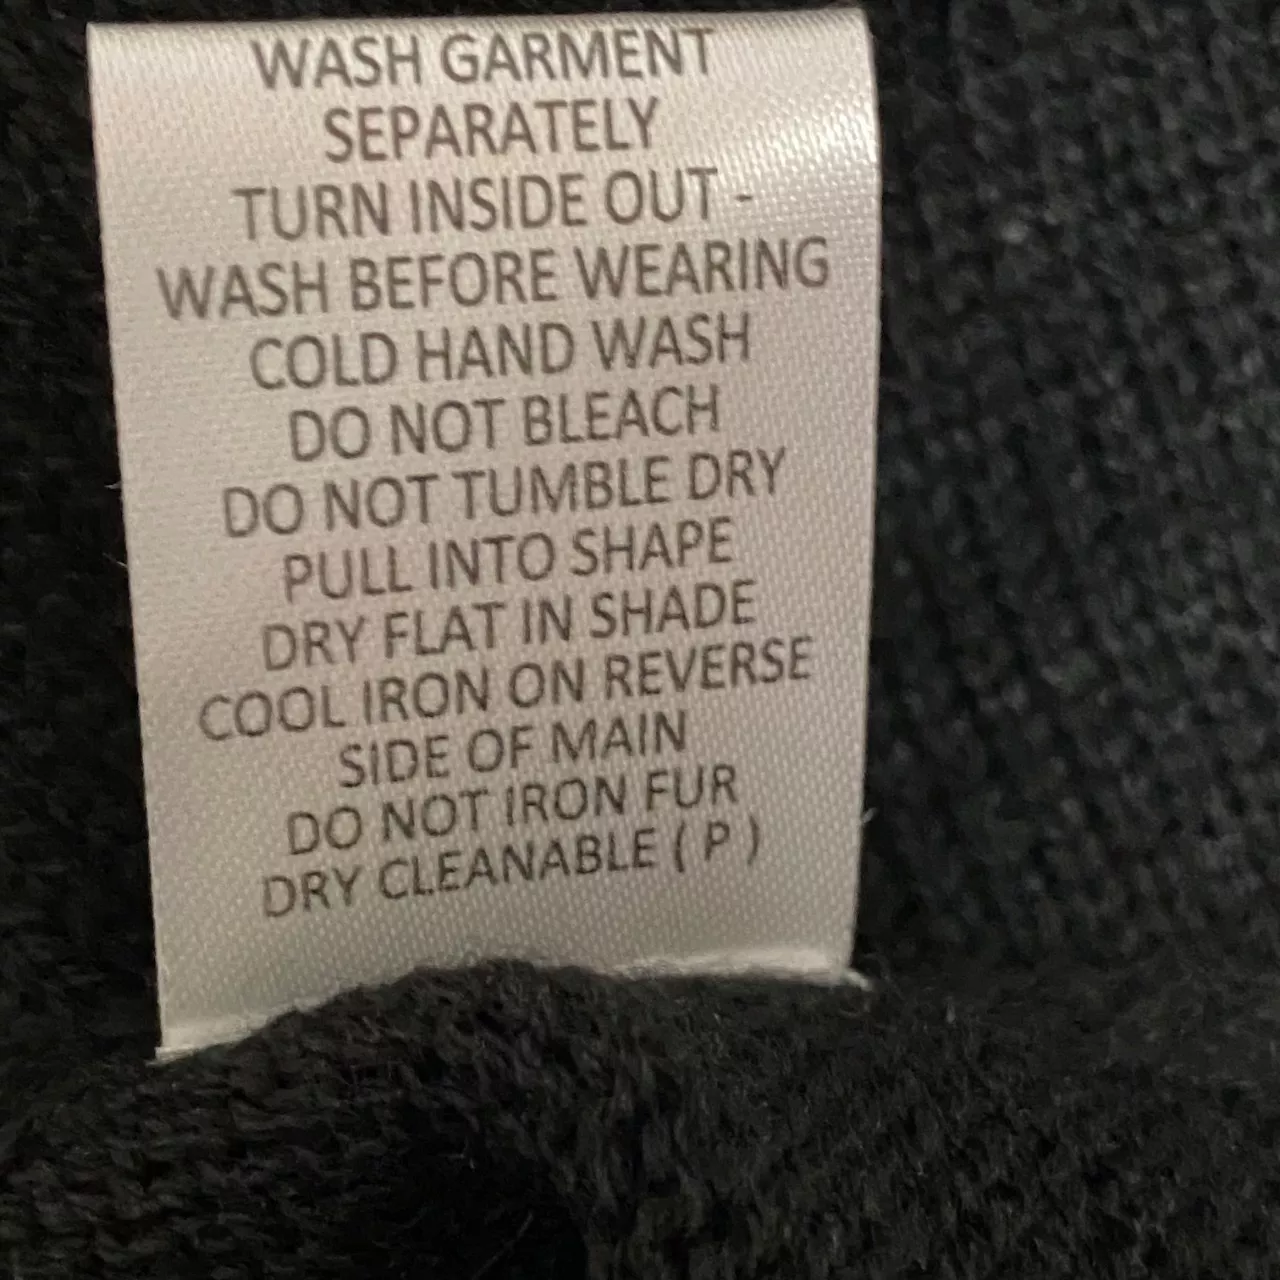 WASH GARMENT
SEPARATELY
TURN INSIDE OUT -
WASH BEFORE WEARING
COLD HAND WASH
DO NOT BLEACH
DO NOT TUMBLE DRY
PULL INTO SHAPE
DRY FLAT IN SHADE
COOL IRON ON REVERSE
SIDE OF MAIN
DO NOT IRON FUR
DRY CLEANABLE ( P )